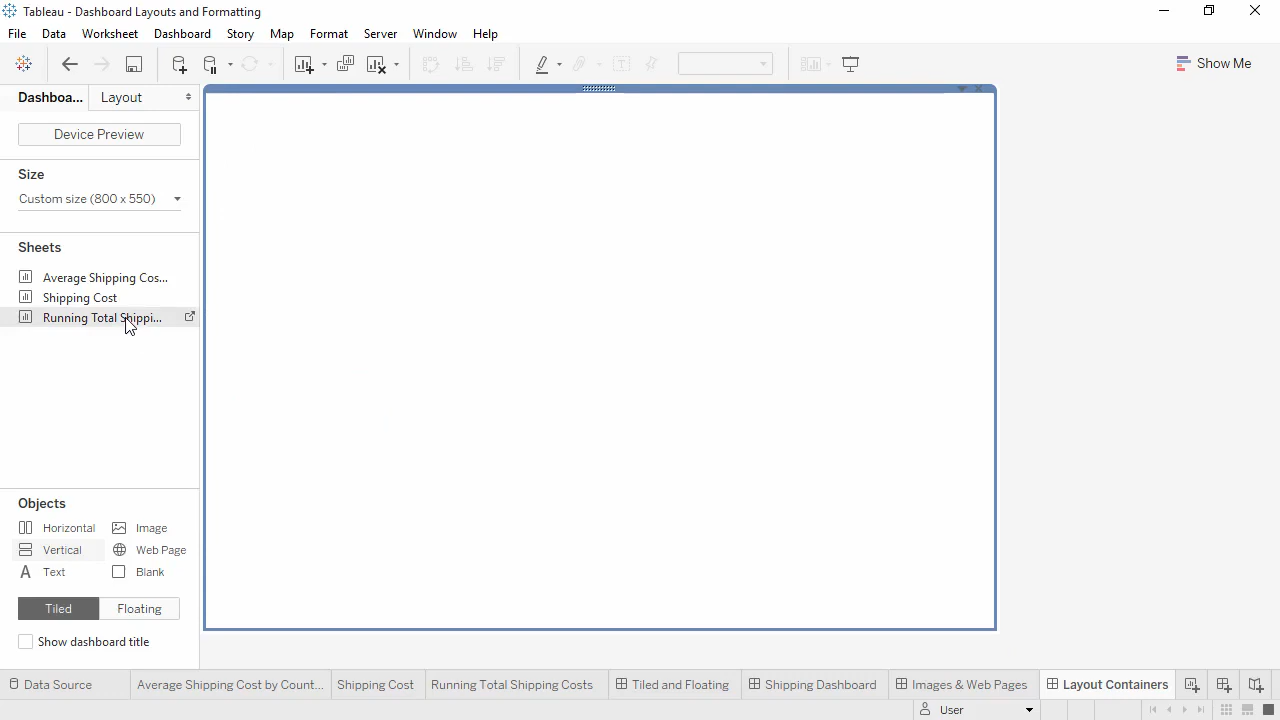 Tableau - Dashboard Layouts and Formatting
File Data Worksheet Dashboard Story Map Format Server Window Help
Show Me
Dashboa... Layout
Device Preview
Size
Custom size (800 x 550)
Sheets
Average Shipping Cos...
Shipping Cost
Running Total Shippi...
Objects
Horizontal Image
Vertical Web Page
Text Blank
Tiled Floating
Show dashboard title
Data Source Average Shipping Cost by Count... Shipping Cost Running Total Shipping Costs Tiled and Floating Shipping Dashboard Images & Web Pages Layout Containers
User